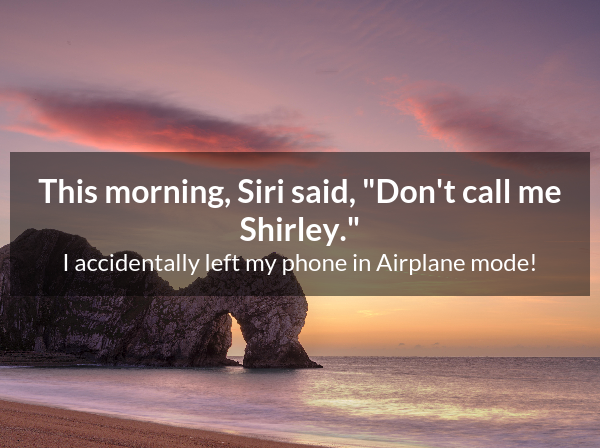 This morning, Siri said, "Don't call me
Shirley."
I accidentally left my phone in Airplane mode!